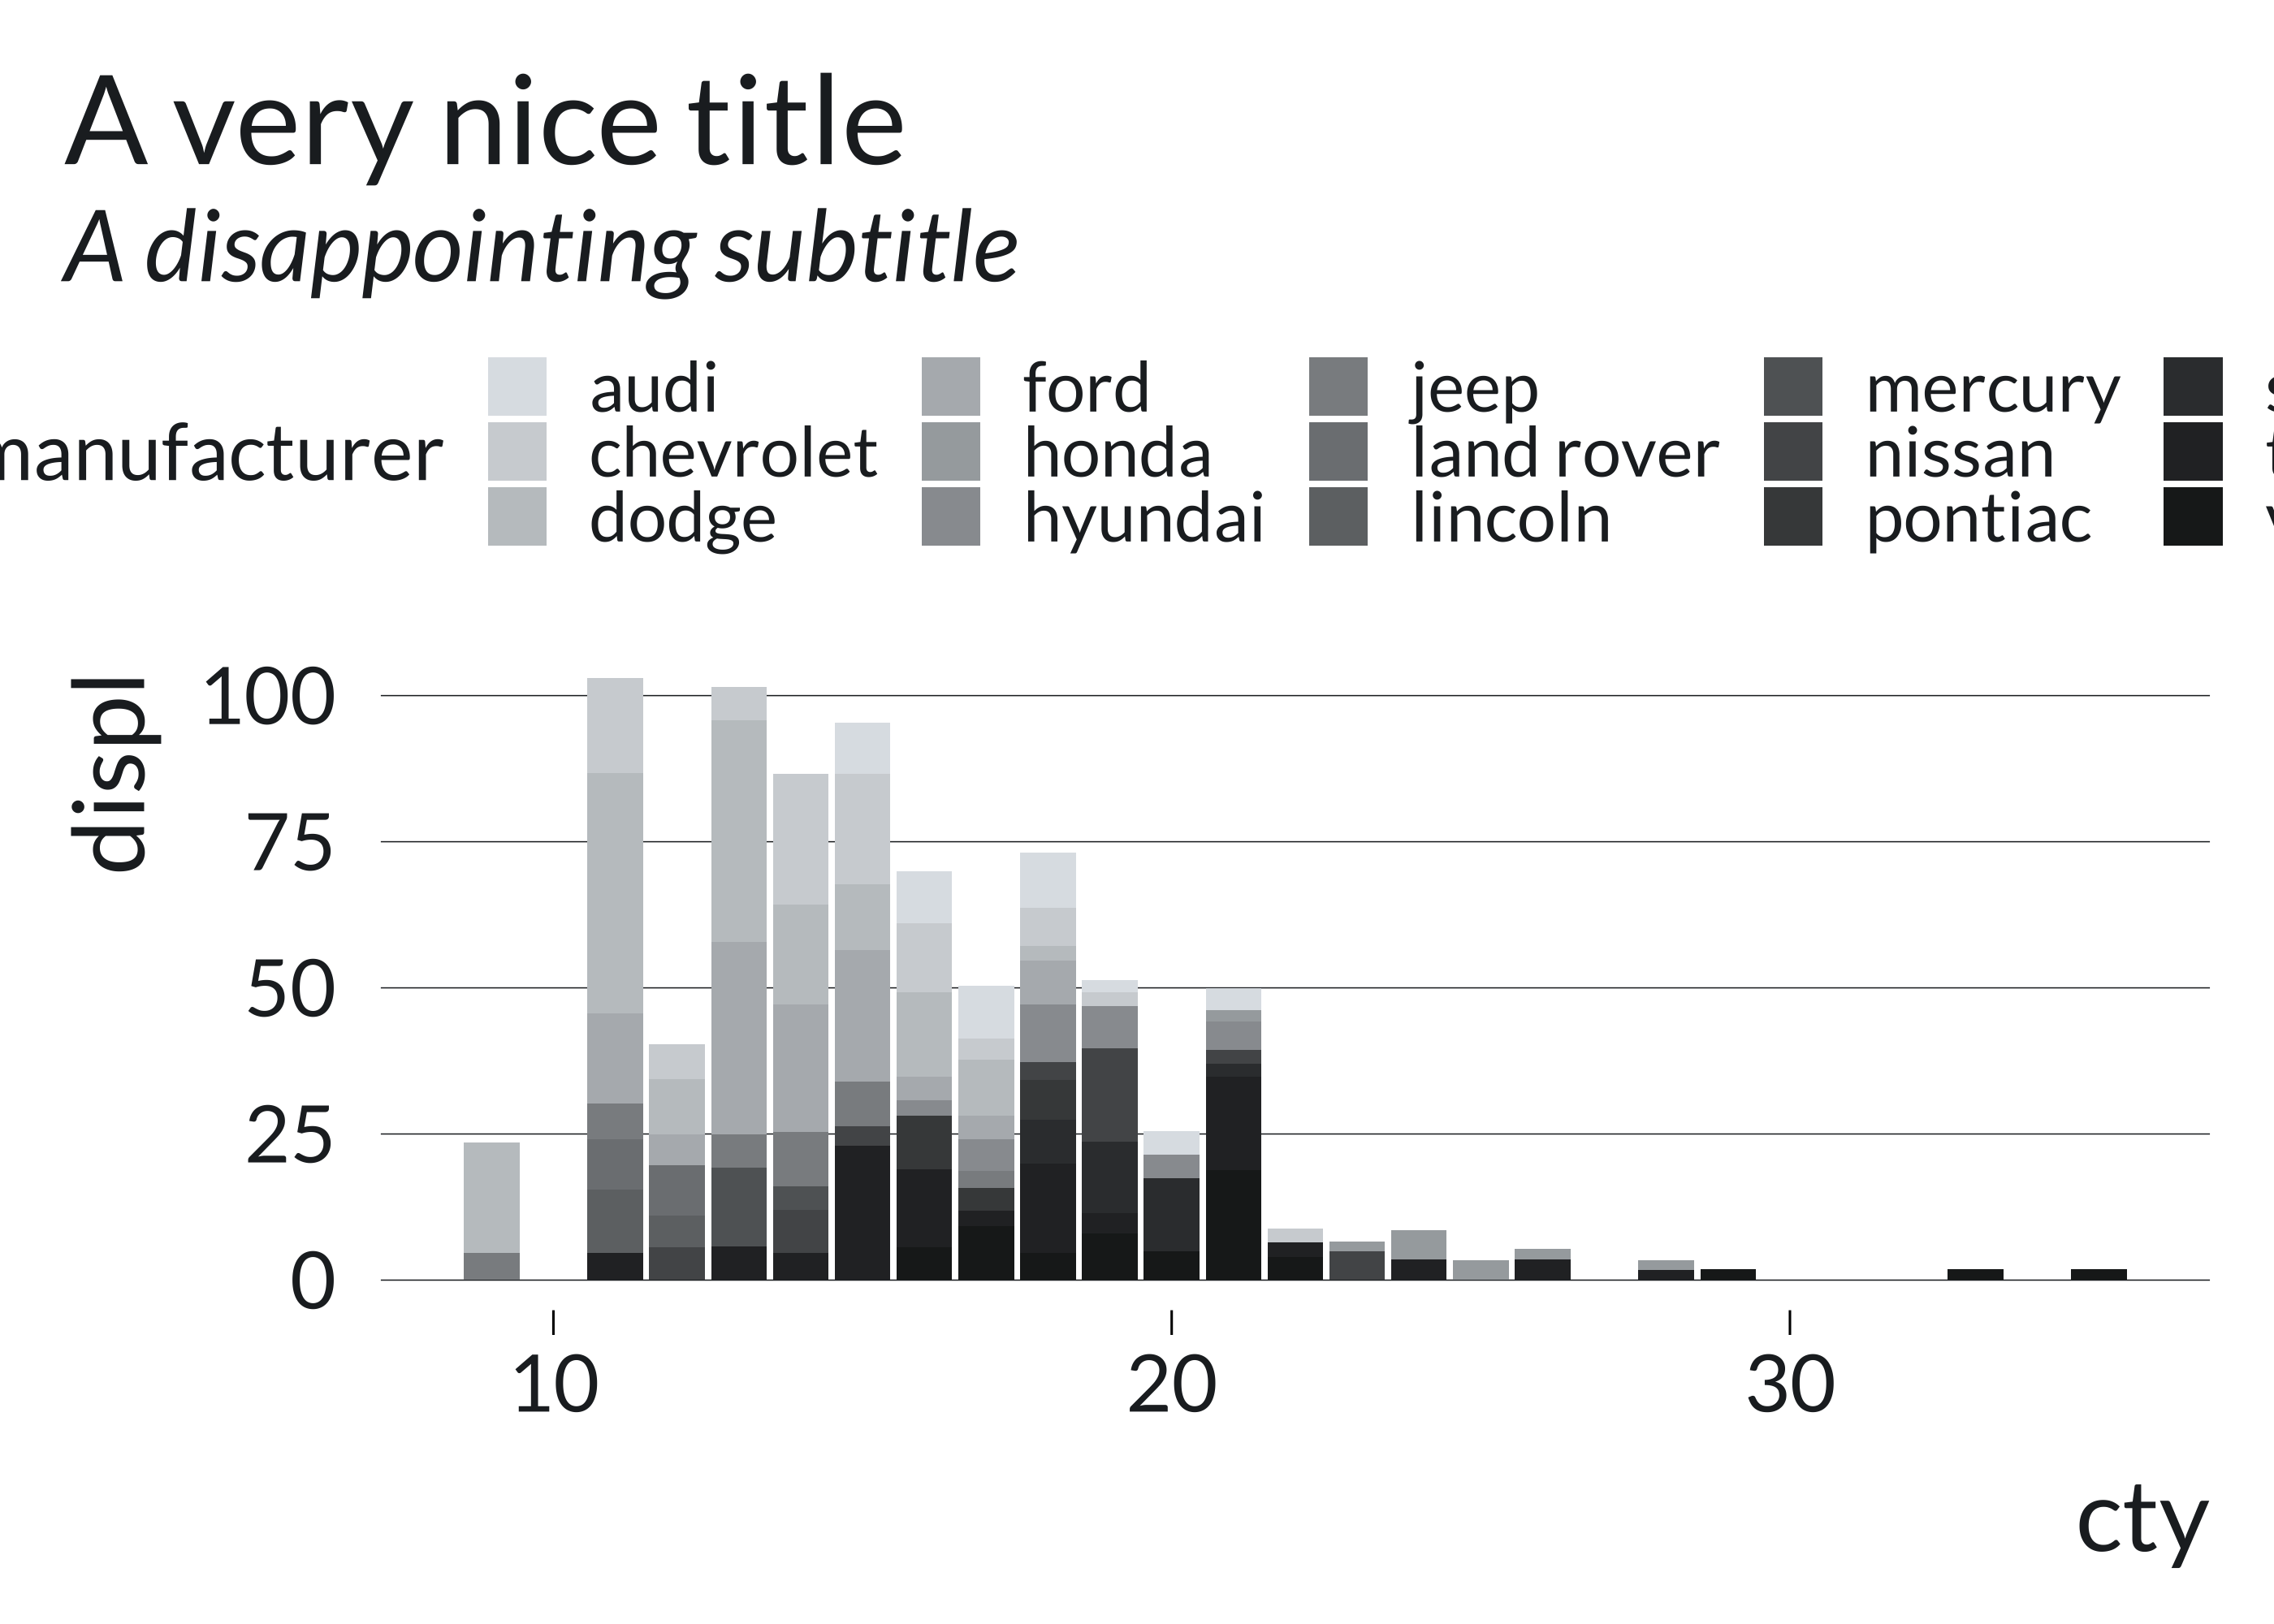 A very nice title
A disappointing subtitle
manufacturer
audi
chevrolet
dodge
ford
honda
hyundai
jeep
land rover
lincoln
mercury
nissan
pontiac
displ
100
75
50
25
0
10
20
30
cty